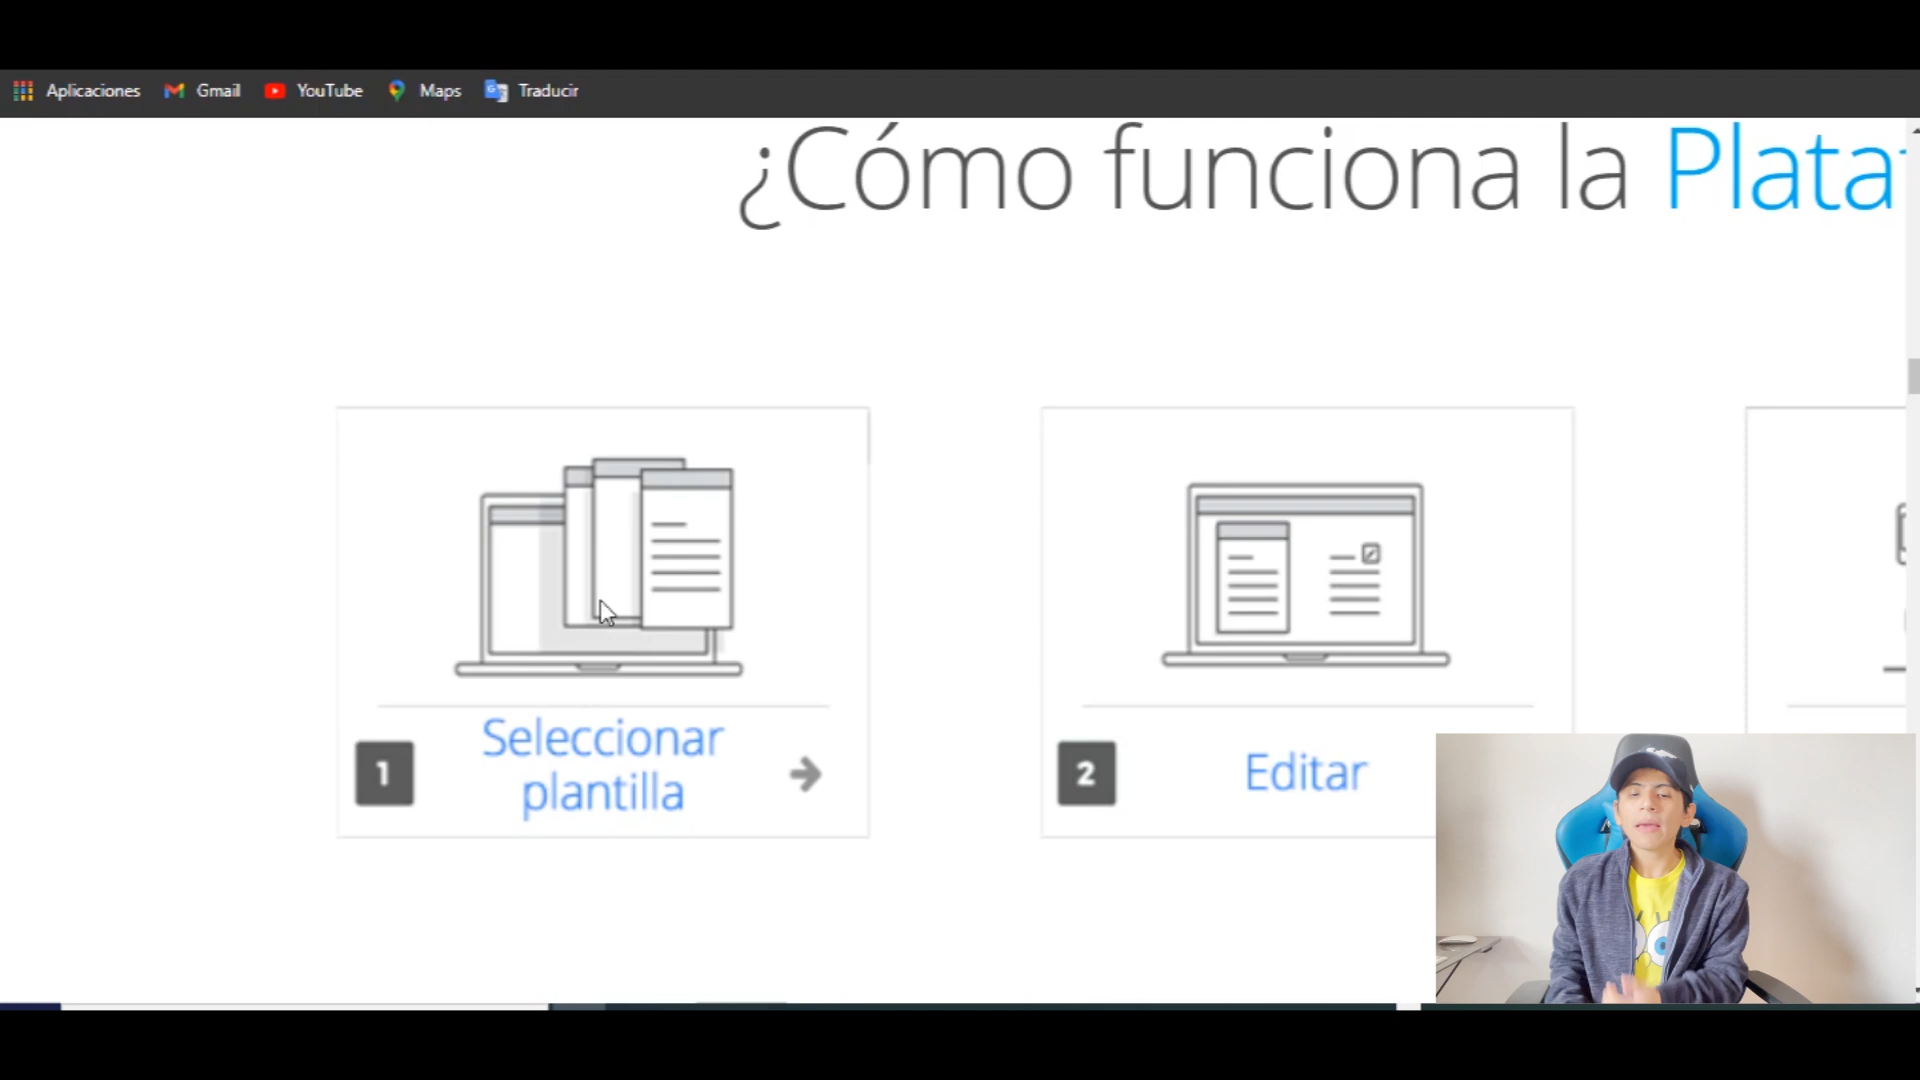 Aplicaciones Gmail YouTube Maps Traducir
¿Cómo funciona la Plata
1 Seleccionar
plantilla
2 Editar